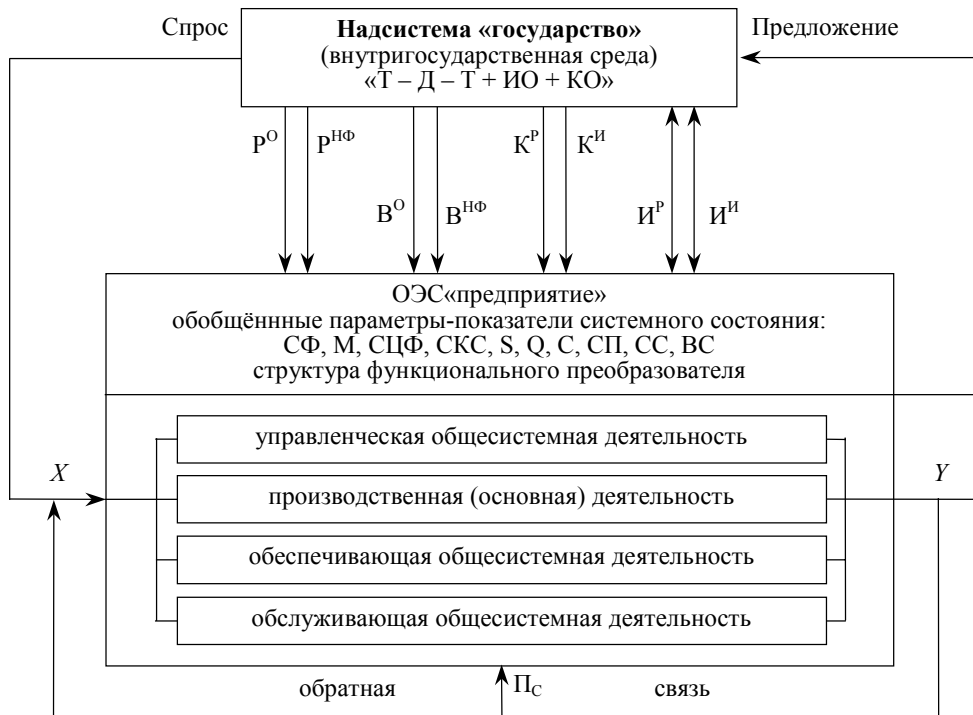 Спрос
Надсистема «государство»
Предложение
(внутригосударственная среда)
«Т – Д – Т + ИО + КО»
Р^О Р^НФ К^Р К^И
В^О В^НФ И^Р И^И
ОЭС«предприятие»
обобщённные параметры-показатели системного состояния:
СФ, М, СЦФ, СКС, S, Q, С, СП, СС, ВС
структура функционального преобразователя
управленческая общесистемная деятельность
X
Y
производственная (основная) деятельность
обеспечивающая общесистемная деятельность
обслуживающая общесистемная деятельность
обратная П_С связь